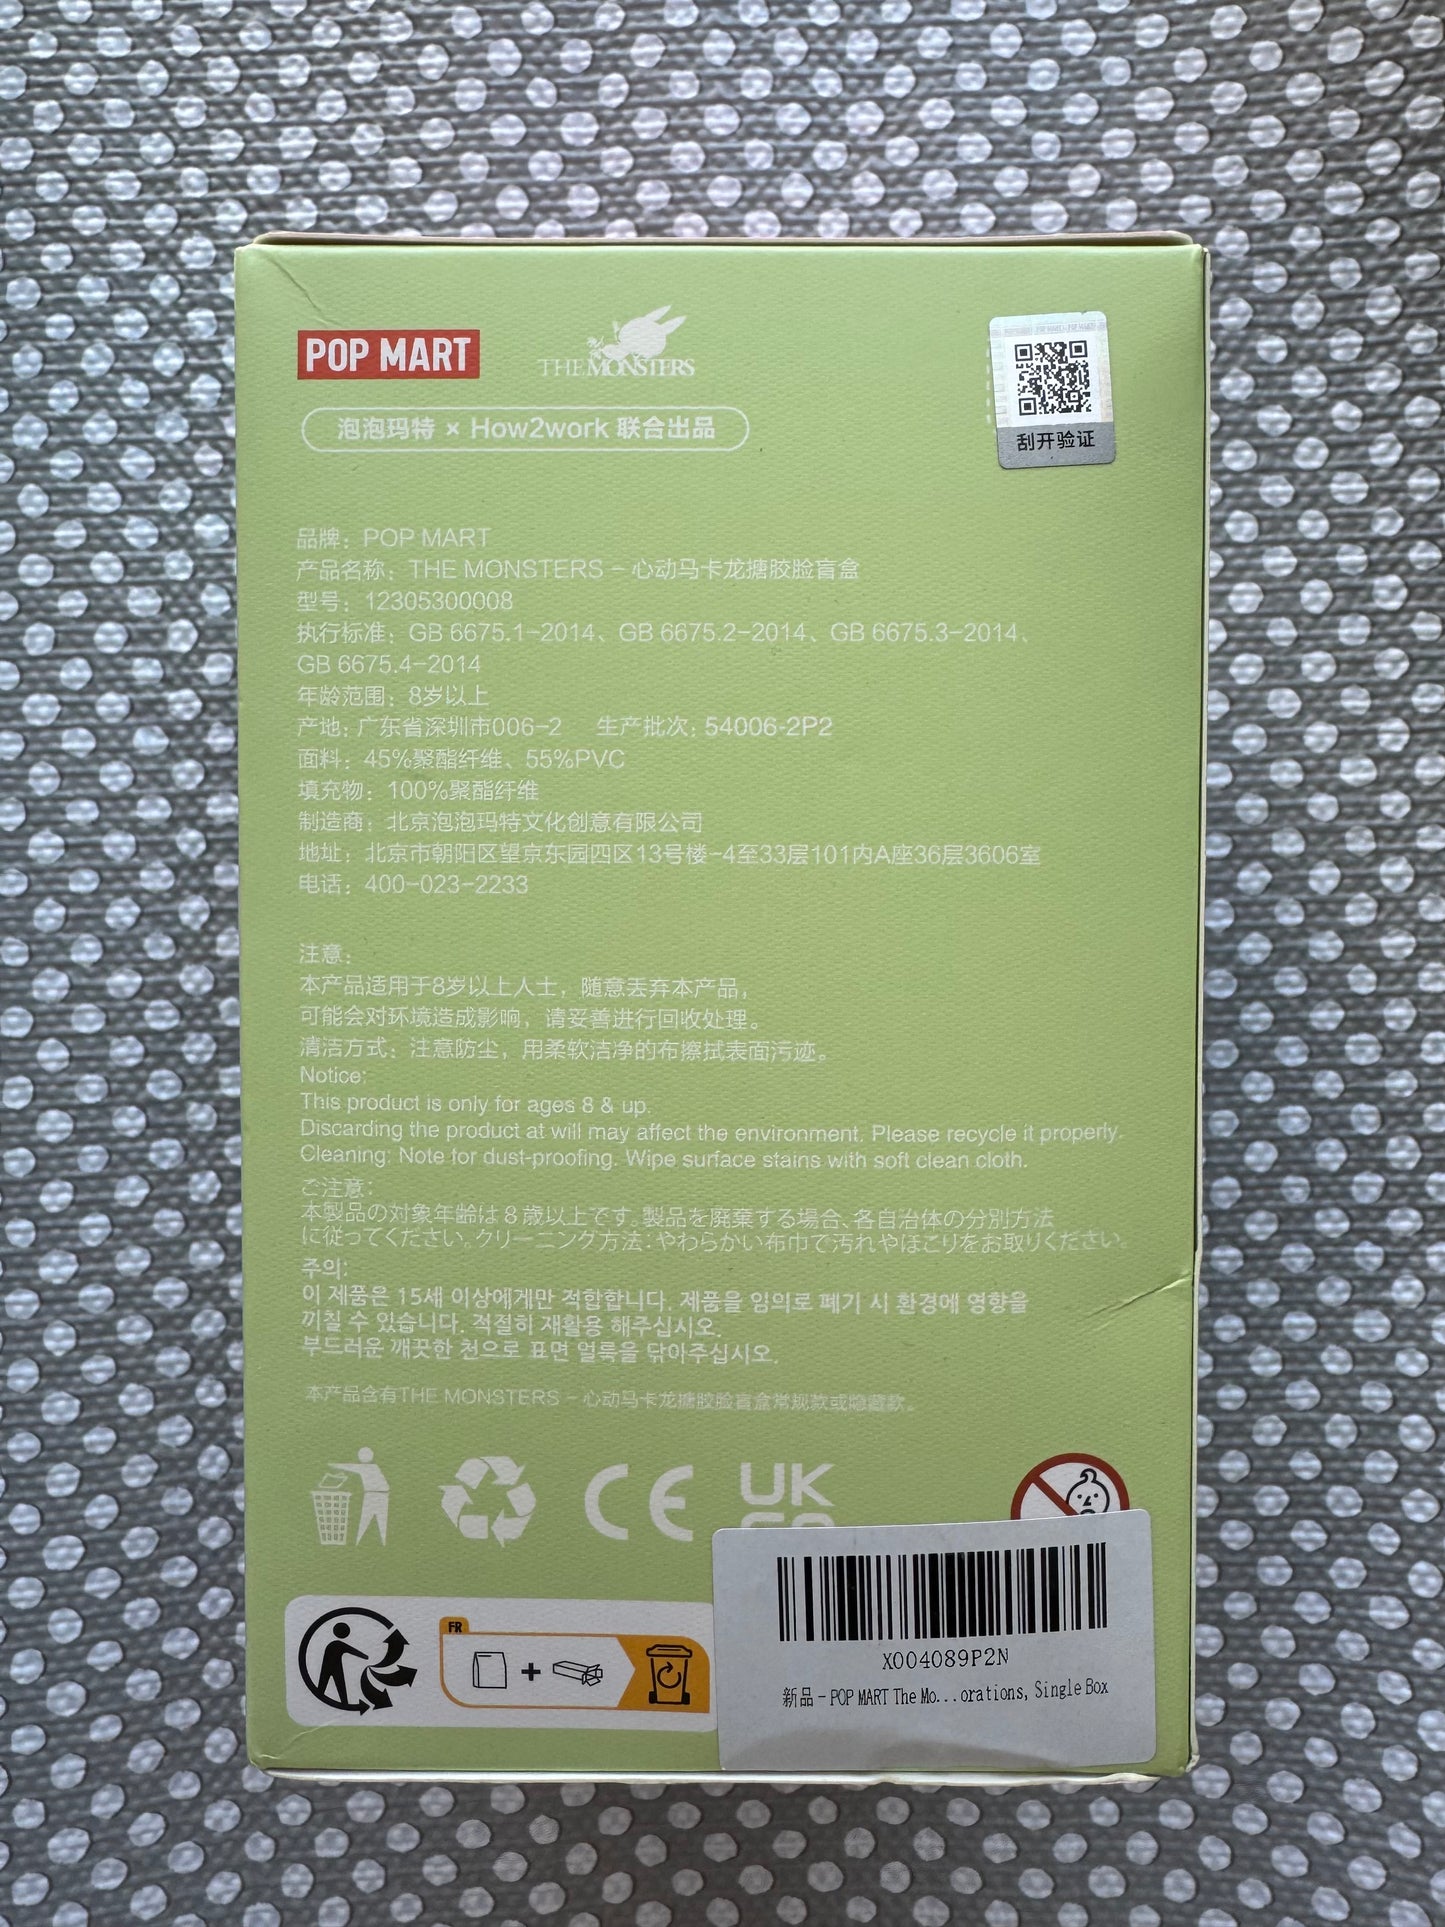 POP MART
THE MONSTERS
泡泡玛特 × How2work 联合出品
刮开验证
品牌：POP MART
产品名称：THE MONSTERS – 心动马卡龙搪胶脸盲盒
型号：12305300008
执行标准：GB 6675.1-2014、GB 6675.2-2014、GB 6675.3-2014、
GB 6675.4-2014
年龄范围：8岁以上
产地：广东省深圳市006-2 生产批次：54006-2P2
面料：45%聚酯纤维、55%PVC
填充物：100%聚酯纤维
制造商：北京泡泡玛特文化创意有限公司
地址：北京市朝阳区望京东园四区13号楼-4至33层101内A座36层3606室
电话：400-023-2233
注意：
本产品适用于8岁以上人士，随意丢弃本产品，
可能会对环境造成影响，请妥善进行回收处理。
清洁方式：注意防尘，用柔软洁净的布擦拭表面污迹。
Notice:
This product is only for ages 8 & up.
Discarding the product at will may affect the environment. Please recycle it properly.
Cleaning: Note for dust-proofing. Wipe surface stains with soft clean cloth.
ご注意：
本製品の対象年齢は８歳以上です。製品を廃棄する場合、各自治体の分別方法
に従ってください。クリーニング方法：やわらかい布巾で汚れやほこりをお取りください。
주의:
이 제품은 15세 이상에게만 적합합니다. 제품을 임의로 폐기 시 환경에 영향을
끼칠 수 있습니다. 적절히 재활용 해주십시오.
부드러운 깨끗한 천으로 표면 얼룩을 닦아주십시오.
本产品含有THE MONSTERS – 心动马卡龙搪胶脸盲盒常规款或隐藏款。
CE
UK
FR
X004089P2N
新品 - POP MART The Mo...orations, Single Box